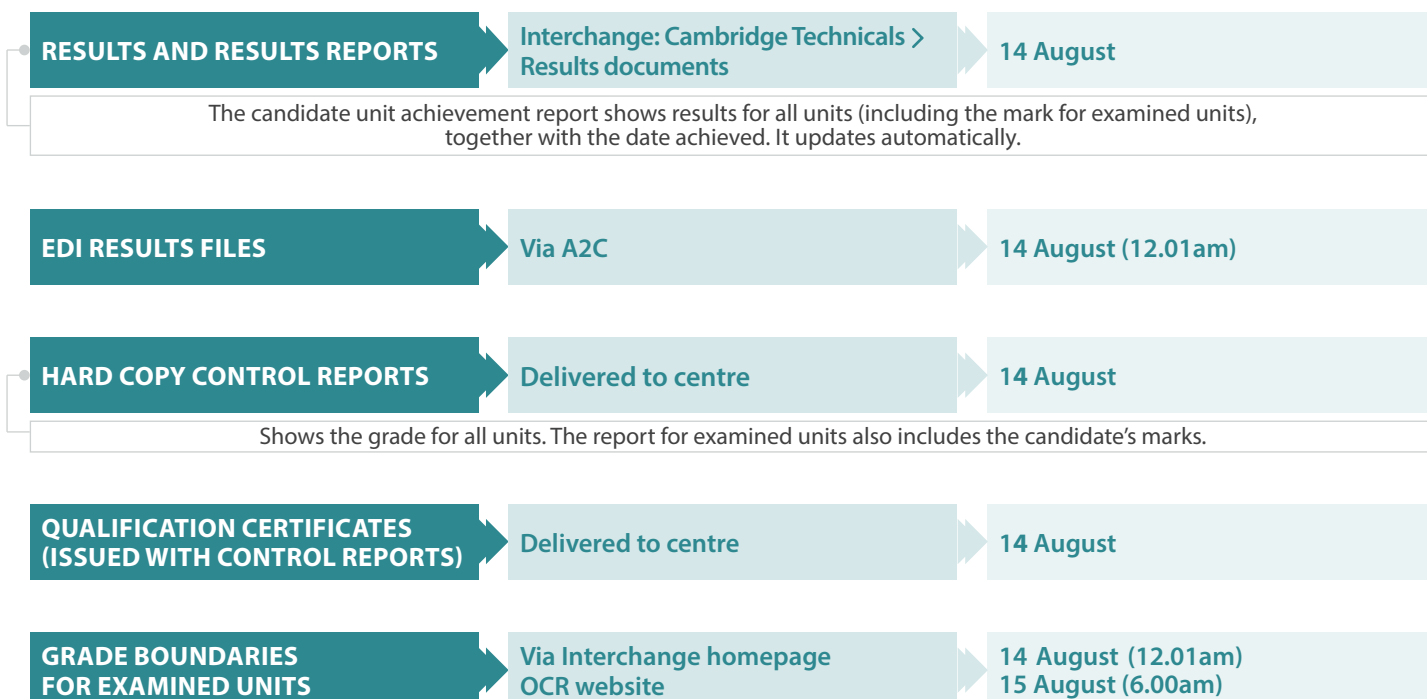 RESULTS AND RESULTS REPORTS
Interchange: Cambridge Technicals >
Results documents
14 August
The candidate unit achievement report shows results for all units (including the mark for examined units),
together with the date achieved. It updates automatically.
EDI RESULTS FILES
Via A2C
14 August (12.01am)
HARD COPY CONTROL REPORTS
Delivered to centre
14 August
Shows the grade for all units. The report for examined units also includes the candidate’s marks.
QUALIFICATION CERTIFICATES
(ISSUED WITH CONTROL REPORTS)
Delivered to centre
14 August
GRADE BOUNDARIES
FOR EXAMINED UNITS
Via Interchange homepage
OCR website
14 August (12.01am)
15 August (6.00am)